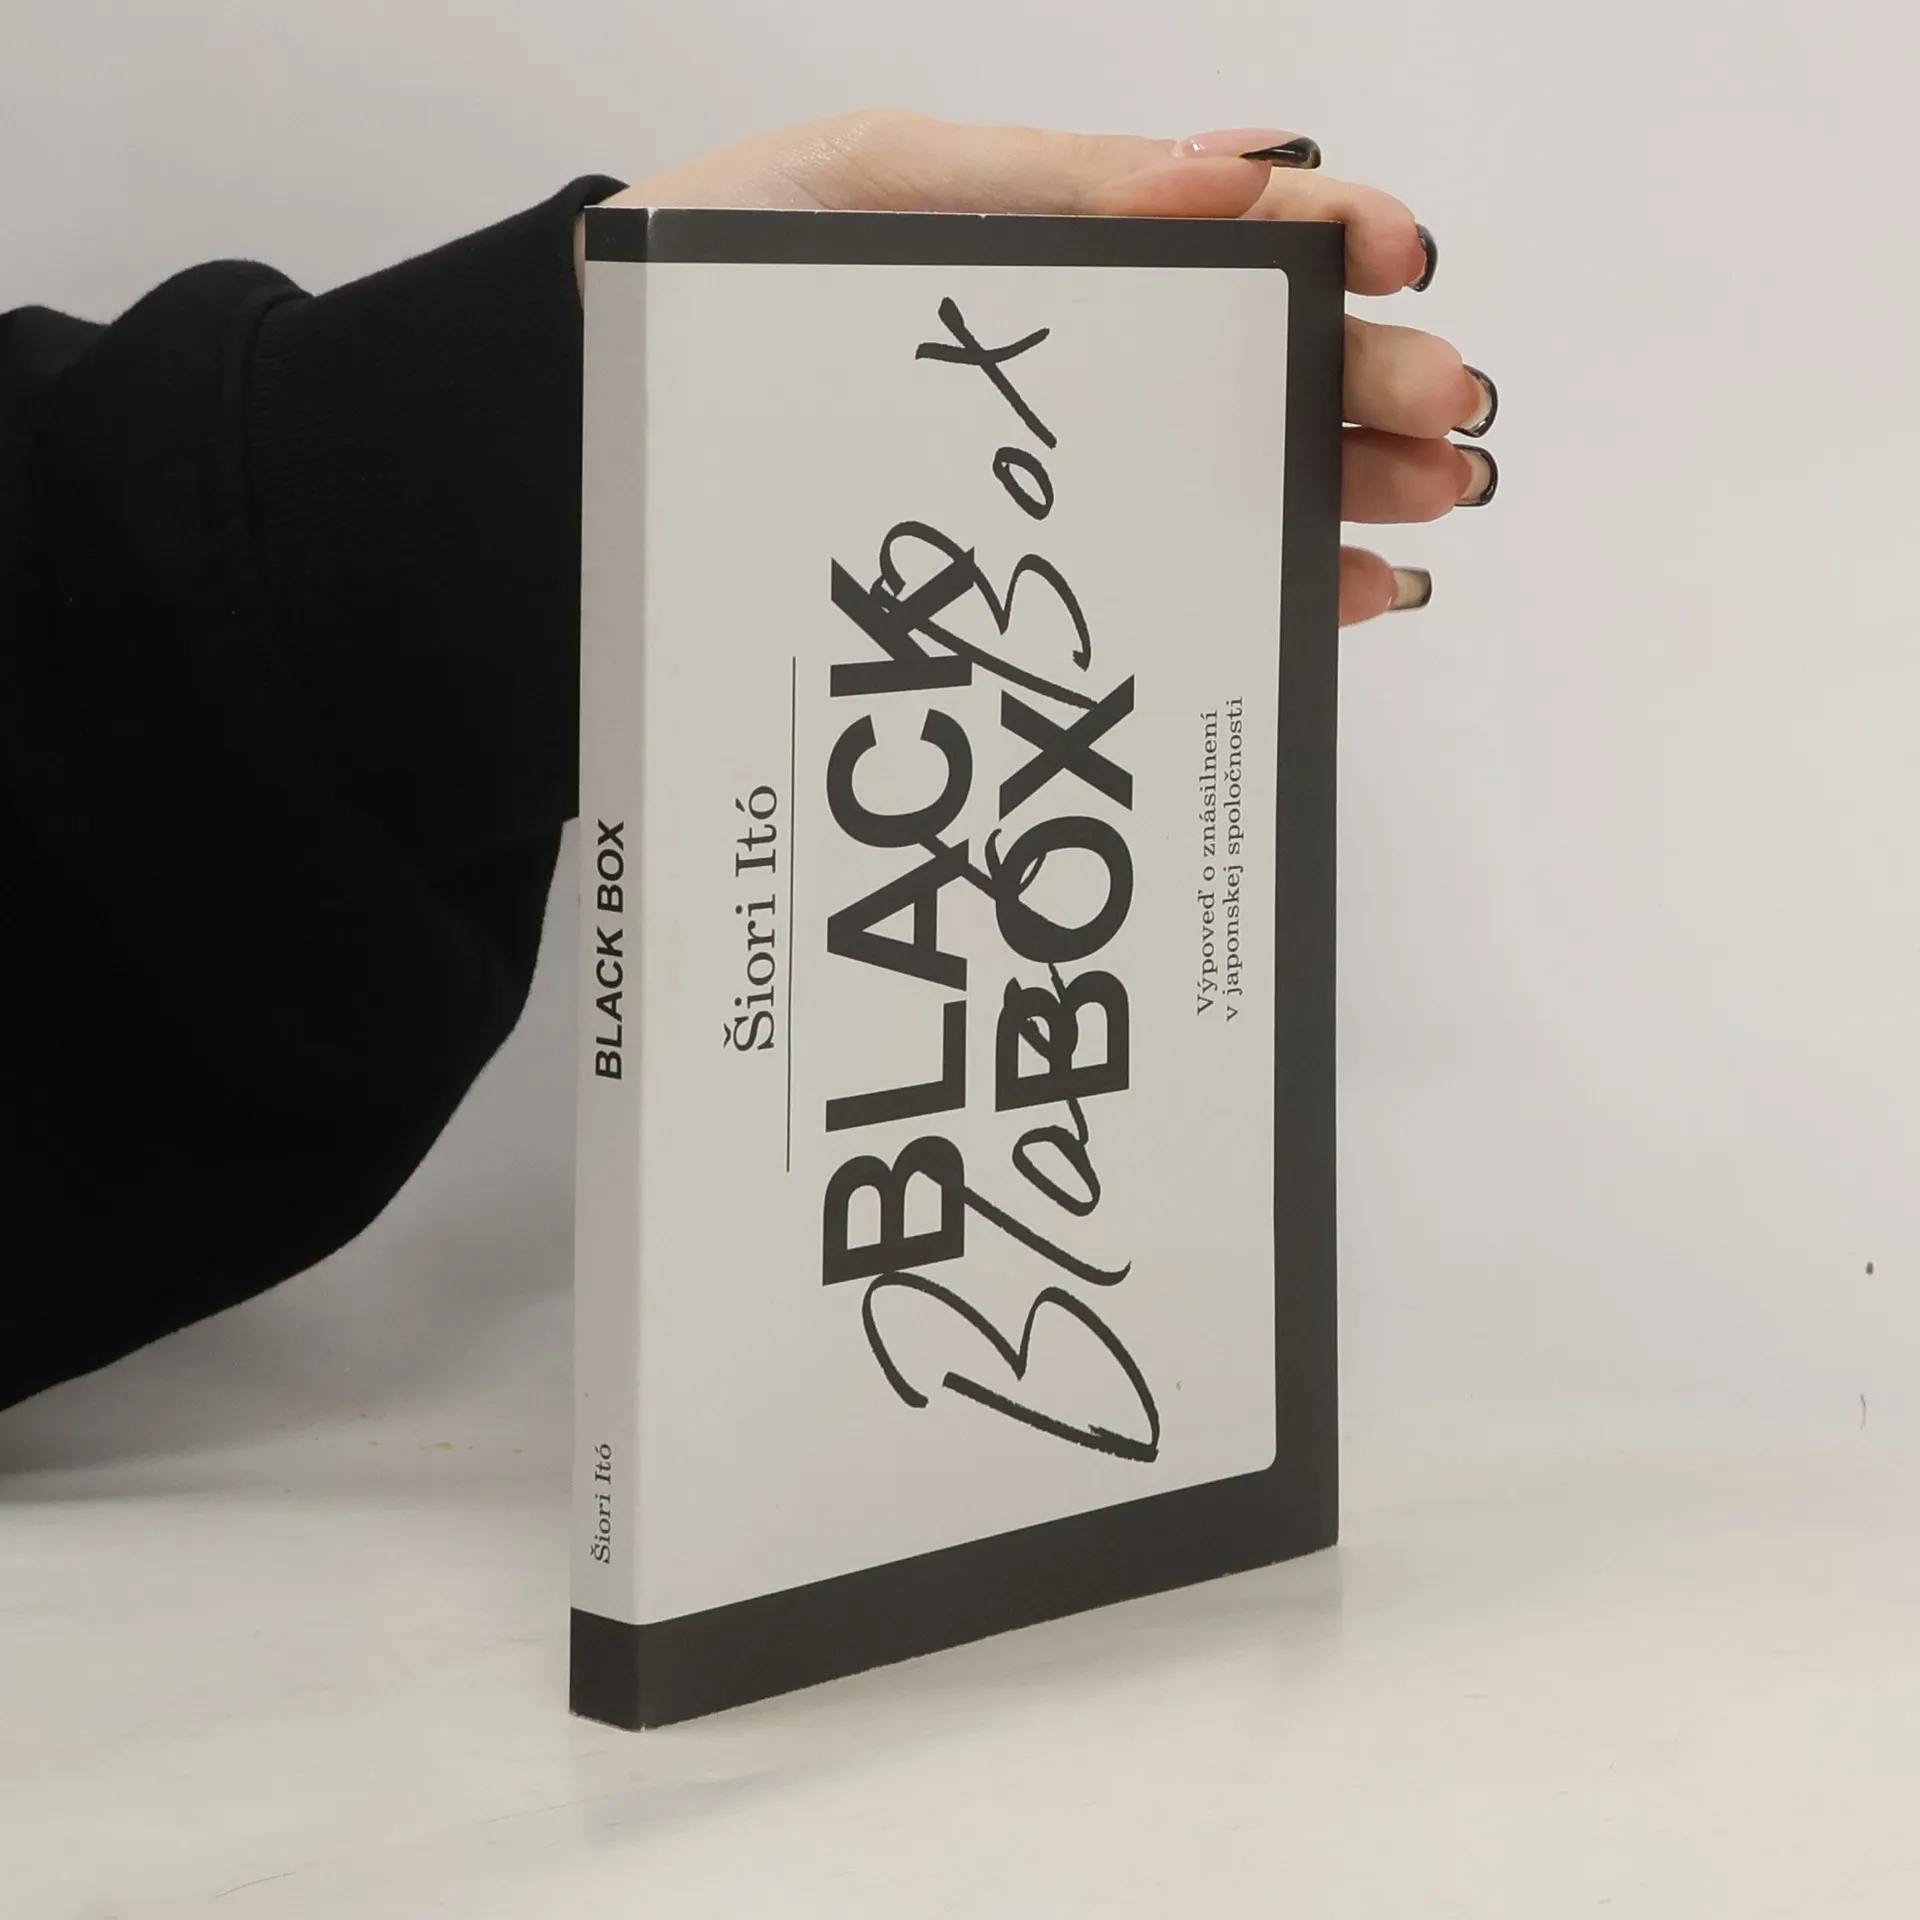 Šiori Itó
BLACK BOX
Šiori Itó
BLACK
BOX
Black Box
Výpoveď o znásilnení
v japonskej spoločnosti